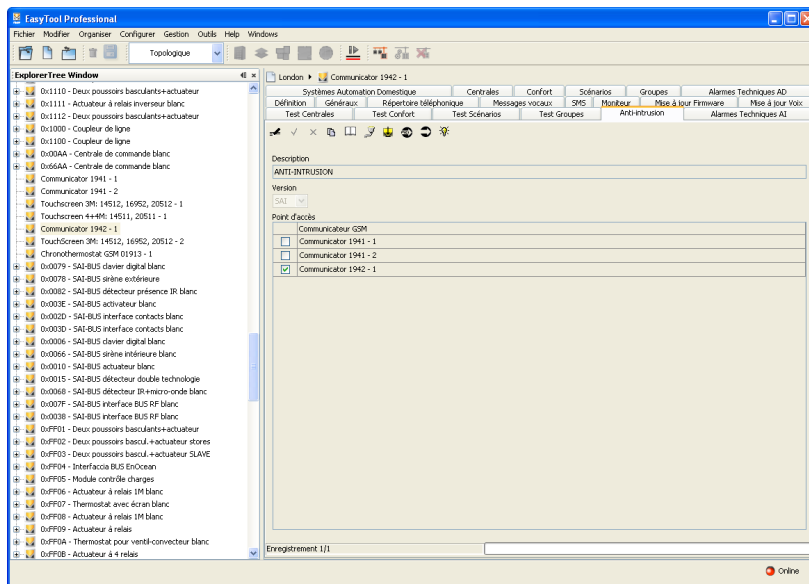 EasyTool Professional
Fichier Modifier Organiser Configurer Gestion Outils Help Windows
Topologique
ExplorerTree Window
0x1110 - Deux poussoirs basculants+actuateur
0x1111 - Actuateur à relais inverseur blanc
0x1112 - Deux poussoirs basculants+actuateur
0x1000 - Coupleur de ligne
0x1100 - Coupleur de ligne
0x00AA - Centrale de commande blanc
0x66AA - Centrale de commande blanc
Communicator 1941 - 1
Communicator 1941 - 2
Touchscreen 3M: 14512, 16952, 20512 - 1
Touchscreen 4+4M: 14511, 20511 - 1
Communicator 1942 - 1
TouchScreen 3M: 14512, 16952, 20512 - 2
Chronothermostat GSM 01913 - 1
0x0079 - SAI-BUS clavier digital blanc
0x0078 - SAI-BUS sirène extérieure
0x0082 - SAI-BUS détecteur présence IR blanc
0x003E - SAI-BUS activateur blanc
0x002D - SAI-BUS interface contacts blanc
0x003D - SAI-BUS interface contacts blanc
0x0006 - SAI-BUS clavier digital blanc
0x0066 - SAI-BUS sirène intérieure blanc
0x0010 - SAI-BUS actuateur blanc
0x0015 - SAI-BUS détecteur double technologie
0x0068 - SAI-BUS détecteur IR+micro-onde blanc
0x007F - SAI-BUS interface BUS RF blanc
0x0038 - SAI-BUS interface BUS RF blanc
0xFF01 - Deux poussoirs basculants+actuateur
0xFF02 - Deux poussoirs bascul.+actuateur stores
0xFF03 - Deux poussoirs bascul.+actuateur SLAVE
0xFF04 - Interfaccia BUS EnOcean
0xFF05 - Module contrôle charges
0xFF06 - Actuateur à relais 1M blanc
0xFF07 - Thermostat avec écran blanc
0xFF08 - Actuateur à relais 1M blanc
0xFF09 - Actuateur à relais
0xFF0A - Thermostat pour ventil-convecteur blanc
0xFF0B - Actuateur à 4 relais
London Communicator 1942 - 1
Systèmes Automation Domestique Centrales Confort Scénarios Groupes Alarmes Techniques AD
Définition Généraux Répertoire téléphonique Messages vocaux SMS Moniteur Mise à jour Firmware Mise à jour Voix
Test Centrales Test Confort Test Scénarios Test Groupes Anti-intrusion Alarmes Techniques AI
Description
ANTI-INTRUSION
Version
SAI
Point d'accès
Communicateur GSM
Communicator 1941 - 1
Communicator 1941 - 2
Communicator 1942 - 1
Enregistrement 1/1
Online